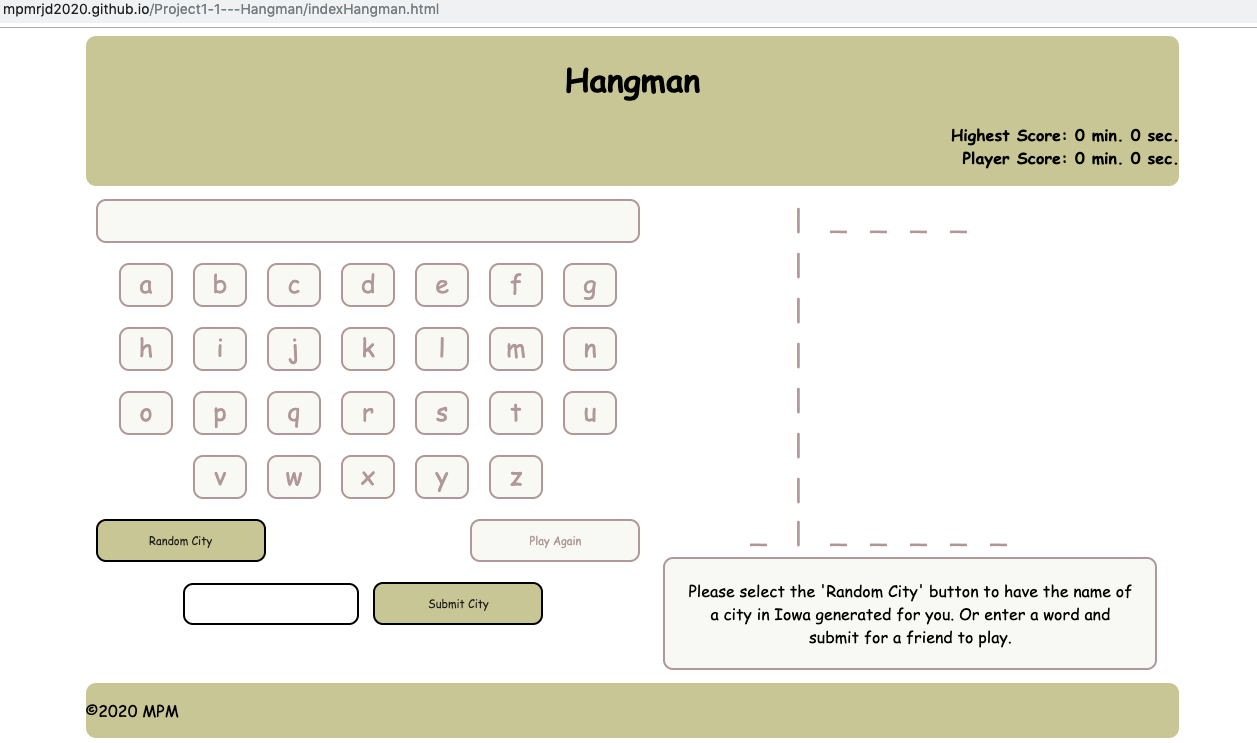 mpmrjd2020.github.io/Project1-1---Hangman/indexHangman.html
Hangman
Highest Score: 0 min. 0 sec.
Player Score: 0 min. 0 sec.
a b c d e f g
h i j k l m n
o p q r s t u
v w x y z
Random City
Play Again
Submit City
| _ _ _ _
|
|
|
|
|
|
_ | _ _ _ _ _
Please select the 'Random City' button to have the name of
a city in Iowa generated for you. Or enter a word and
submit for a friend to play.
©2020 MPM